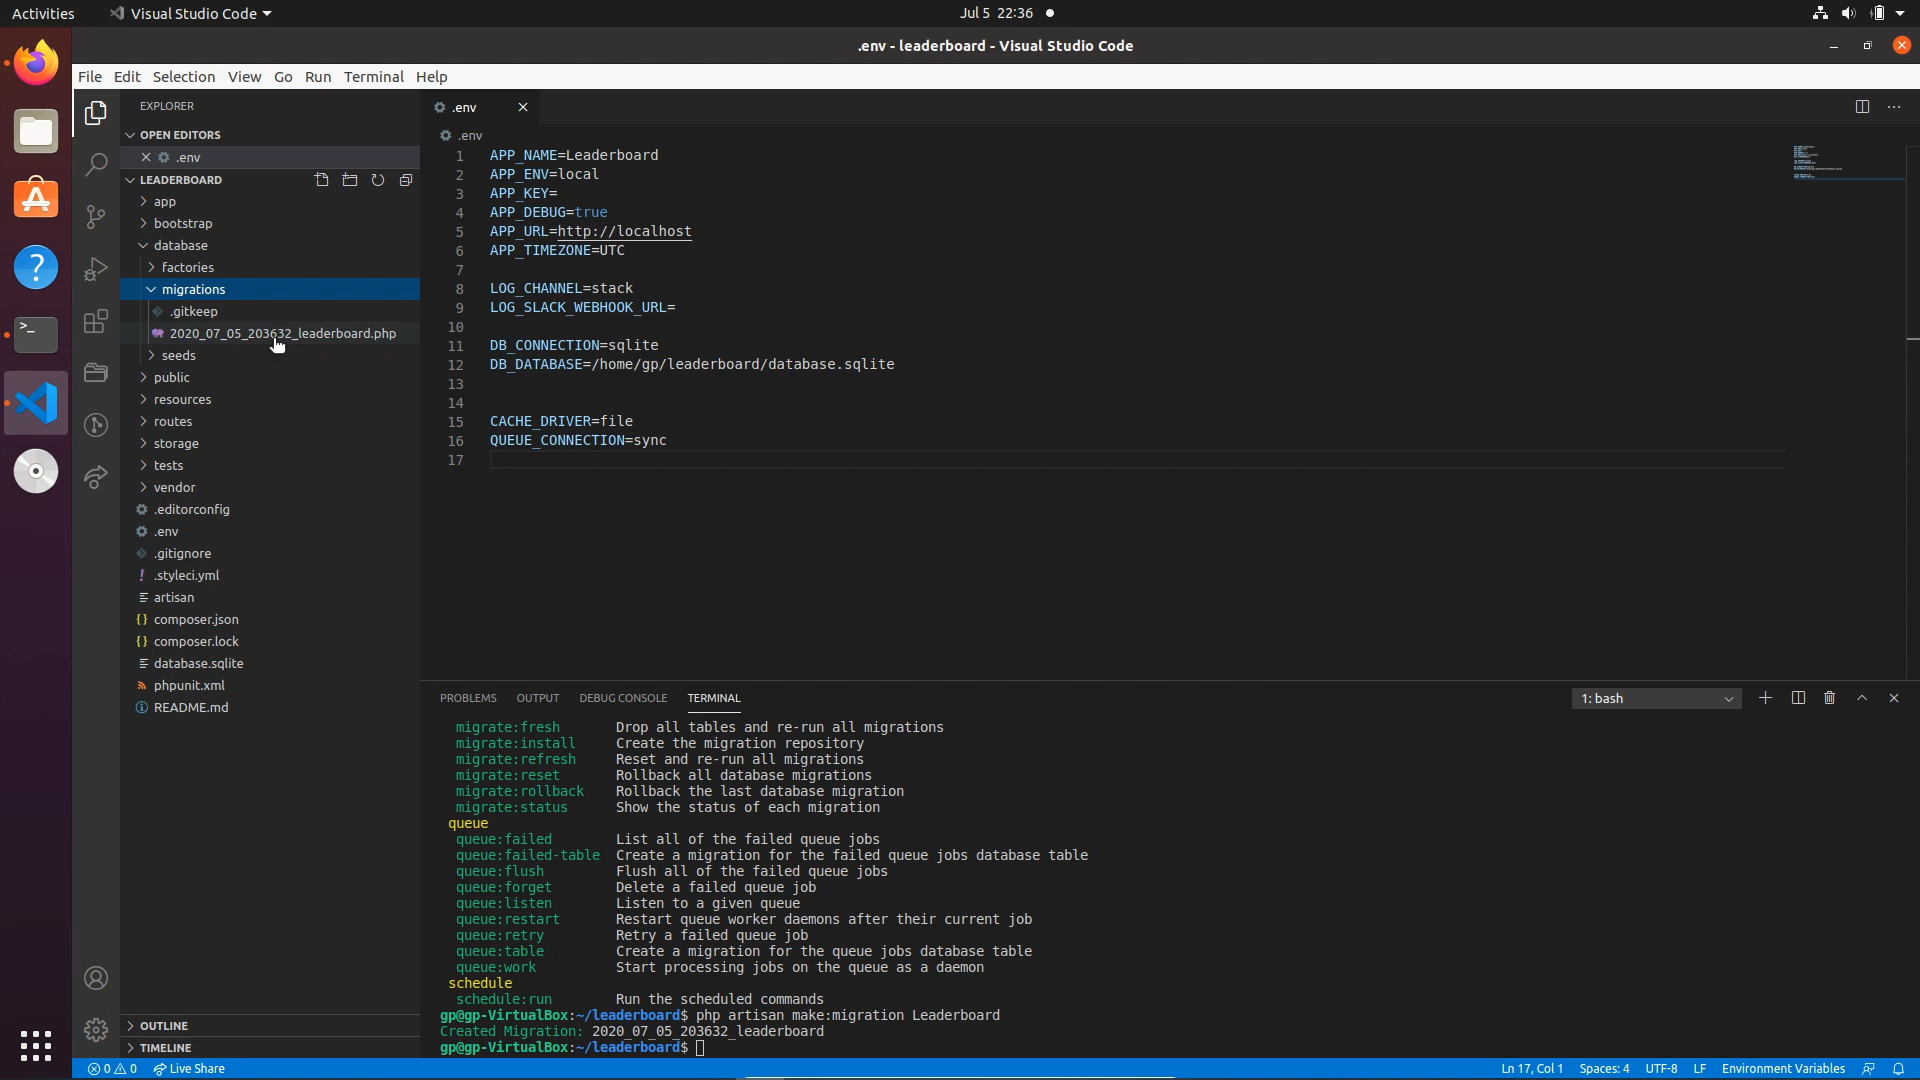 Activities
Visual Studio Code
Jul 5 22:36
.env - leaderboard - Visual Studio Code
File Edit Selection View Go Run Terminal Help
EXPLORER
OPEN EDITORS
.env
LEADERBOARD
app
bootstrap
database
factories
migrations
.gitkeep
2020_07_05_203632_leaderboard.php
seeds
public
resources
routes
storage
tests
vendor
.editorconfig
.env
.gitignore
.styleci.yml
artisan
composer.json
composer.lock
database.sqlite
phpunit.xml
README.md
OUTLINE
TIMELINE
.env
.env
1 APP_NAME=Leaderboard
2 APP_ENV=local
3 APP_KEY=
4 APP_DEBUG=true
5 APP_URL=http://localhost
6 APP_TIMEZONE=UTC
7
8 LOG_CHANNEL=stack
9 LOG_SLACK_WEBHOOK_URL=
10
11 DB_CONNECTION=sqlite
12 DB_DATABASE=/home/gp/leaderboard/database.sqlite
13
14
15 CACHE_DRIVER=file
16 QUEUE_CONNECTION=sync
17
PROBLEMS OUTPUT DEBUG CONSOLE TERMINAL
1: bash
migrate:fresh Drop all tables and re-run all migrations
migrate:install Create the migration repository
migrate:refresh Reset and re-run all migrations
migrate:reset Rollback all database migrations
migrate:rollback Rollback the last database migration
migrate:status Show the status of each migration
queue
queue:failed List all of the failed queue jobs
queue:failed-table Create a migration for the failed queue jobs database table
queue:flush Flush all of the failed queue jobs
queue:forget Delete a failed queue job
queue:listen Listen to a given queue
queue:restart Restart queue worker daemons after their current job
queue:retry Retry a failed queue job
queue:table Create a migration for the queue jobs database table
queue:work Start processing jobs on the queue as a daemon
schedule
schedule:run Run the scheduled commands
gp@gp-VirtualBox:~/leaderboard$ php artisan make:migration Leaderboard
Created Migration: 2020_07_05_203632_leaderboard
gp@gp-VirtualBox:~/leaderboard$
0 0 Live Share
Ln 17, Col 1 Spaces: 4 UTF-8 LF Environment Variables